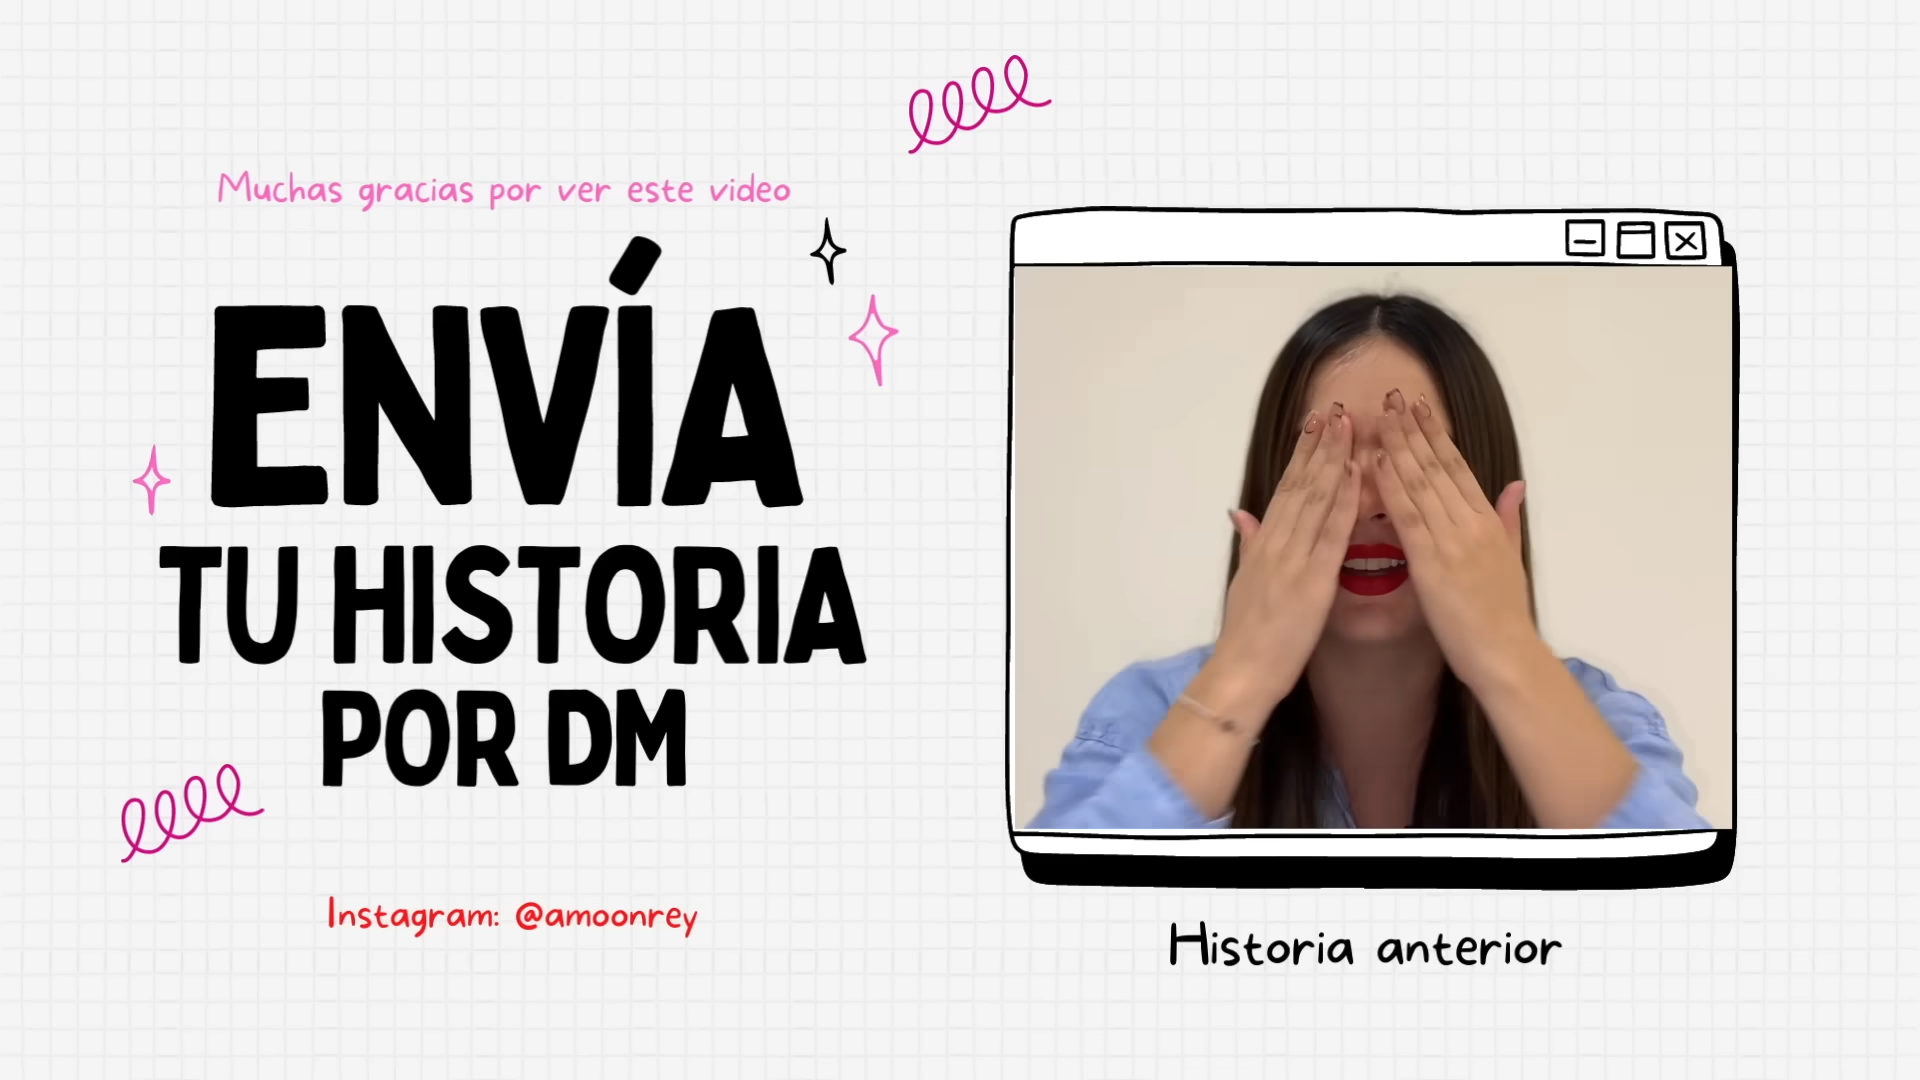 Muchas gracias por ver este video
ENVÍA
TU HISTORIA
POR DM
Instagram: @amoonrey
Historia anterior